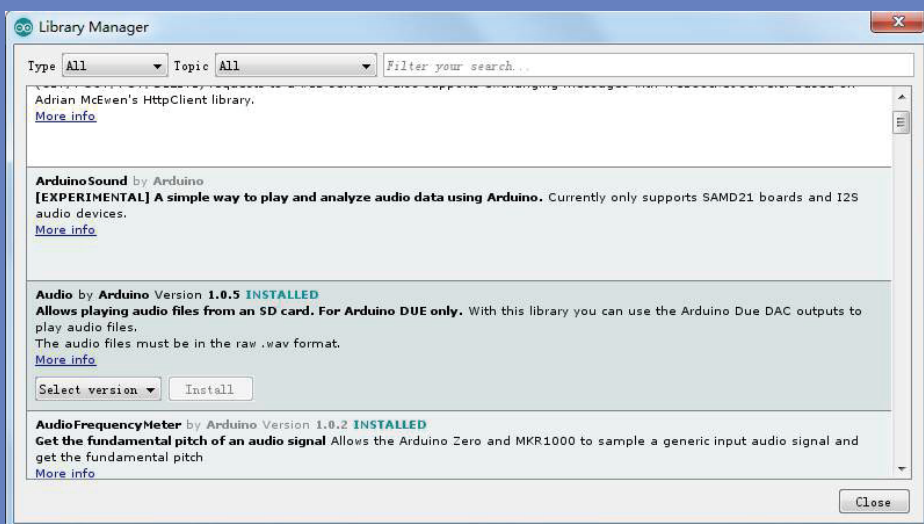 Library Manager
Type All Topic All Filter your search...
Adrian McEwen's HttpClient library.
More info
ArduinoSound by Arduino
[EXPERIMENTAL] A simple way to play and analyze audio data using Arduino. Currently only supports SAMD21 boards and I2S
audio devices.
More info
Audio by Arduino Version 1.0.5 INSTALLED
Allows playing audio files from an SD card. For Arduino DUE only. With this library you can use the Arduino Due DAC outputs to
play audio files.
The audio files must be in the raw .wav format.
More info
Select version Install
AudioFrequencyMeter by Arduino Version 1.0.2 INSTALLED
Get the fundamental pitch of an audio signal Allows the Arduino Zero and MKR1000 to sample a generic input audio signal and
get the fundamental pitch
More info
Close